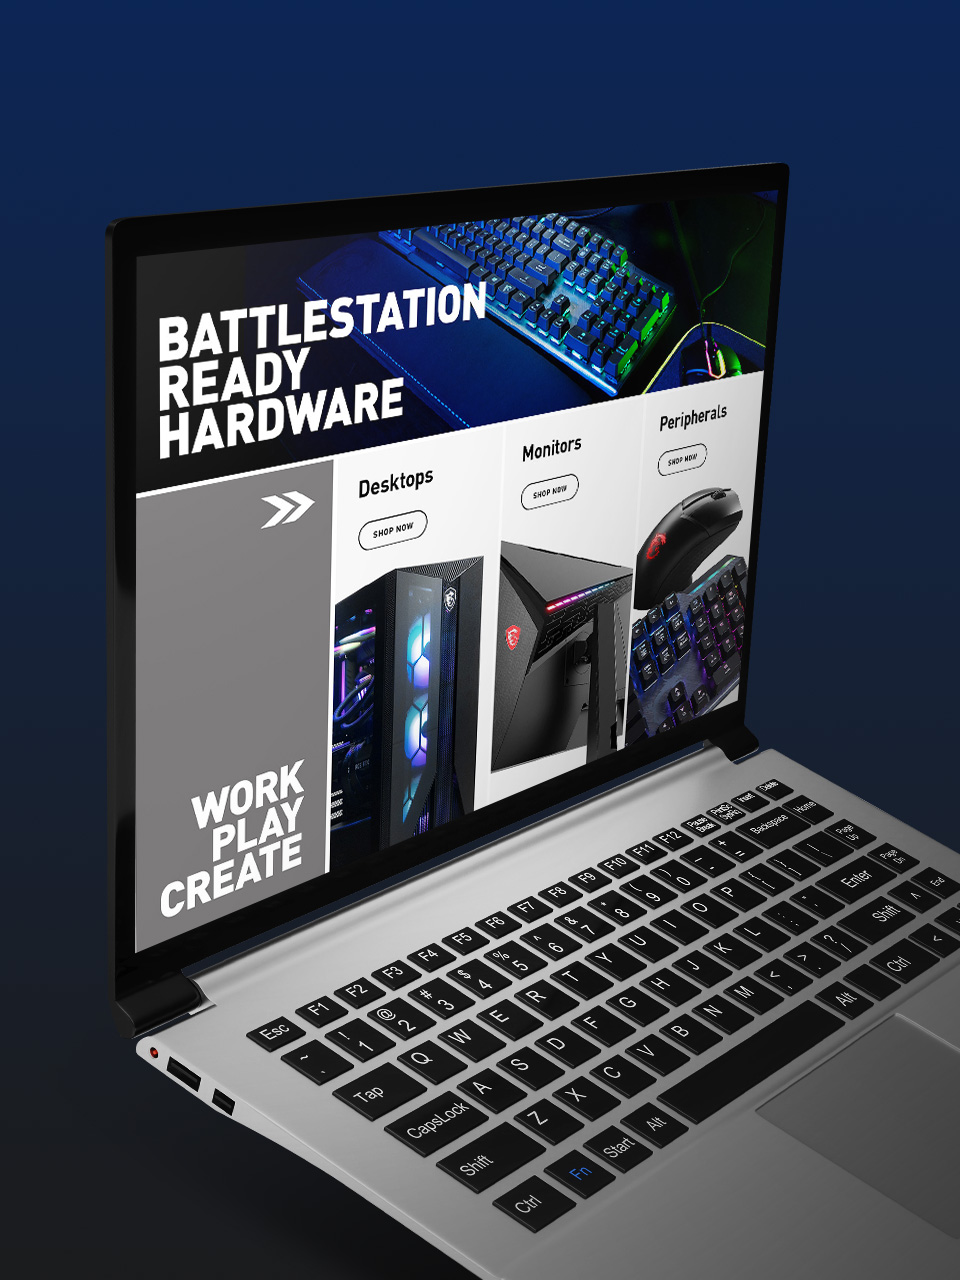 BATTLESTATION
READY
HARDWARE
Desktops
SHOP NOW
Monitors
SHOP NOW
Peripherals
SHOP NOW
WORK
PLAY
CREATE
Esc F1 F2 F3 F4 F5 F6 F7 F8 F9 F10 F11 F12 Pause Break PrtSc SysRq Insert Delete
~ ! 1 @ 2 # 3 $ 4 % 5 ^ 6 & 7 * 8 ( 9 ) 0 _ - + = Backspace Home
Tap Q W E R T Y U I O P { [ } ] | \ Page Up
CapsLock A S D F G H J K L : ; " ' Enter Page Dn
Shift Z X C V B N M < , > . ? / Shift ^ End
Ctrl Fn Start Alt Alt Ctrl <